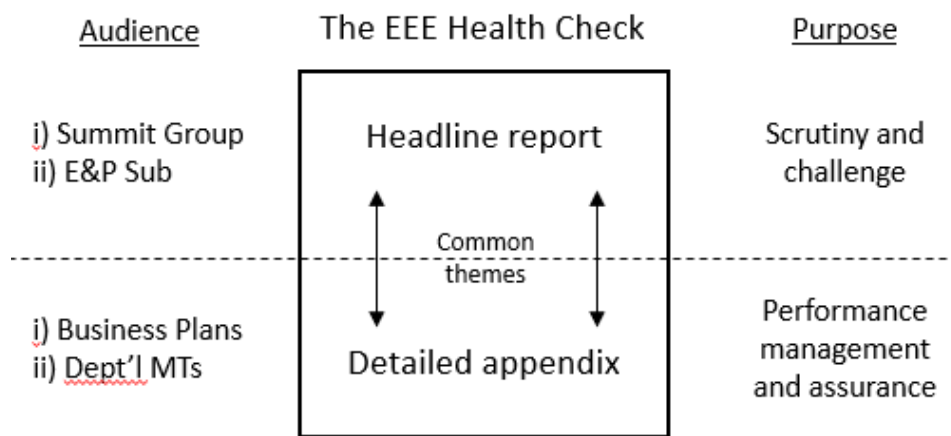 Audience
The EEE Health Check
Purpose
i) Summit Group
ii) E&P Sub
Headline report
Scrutiny and
challenge
Common
themes
i) Business Plans
ii) Dept'l MTs
Detailed appendix
Performance
management
and assurance